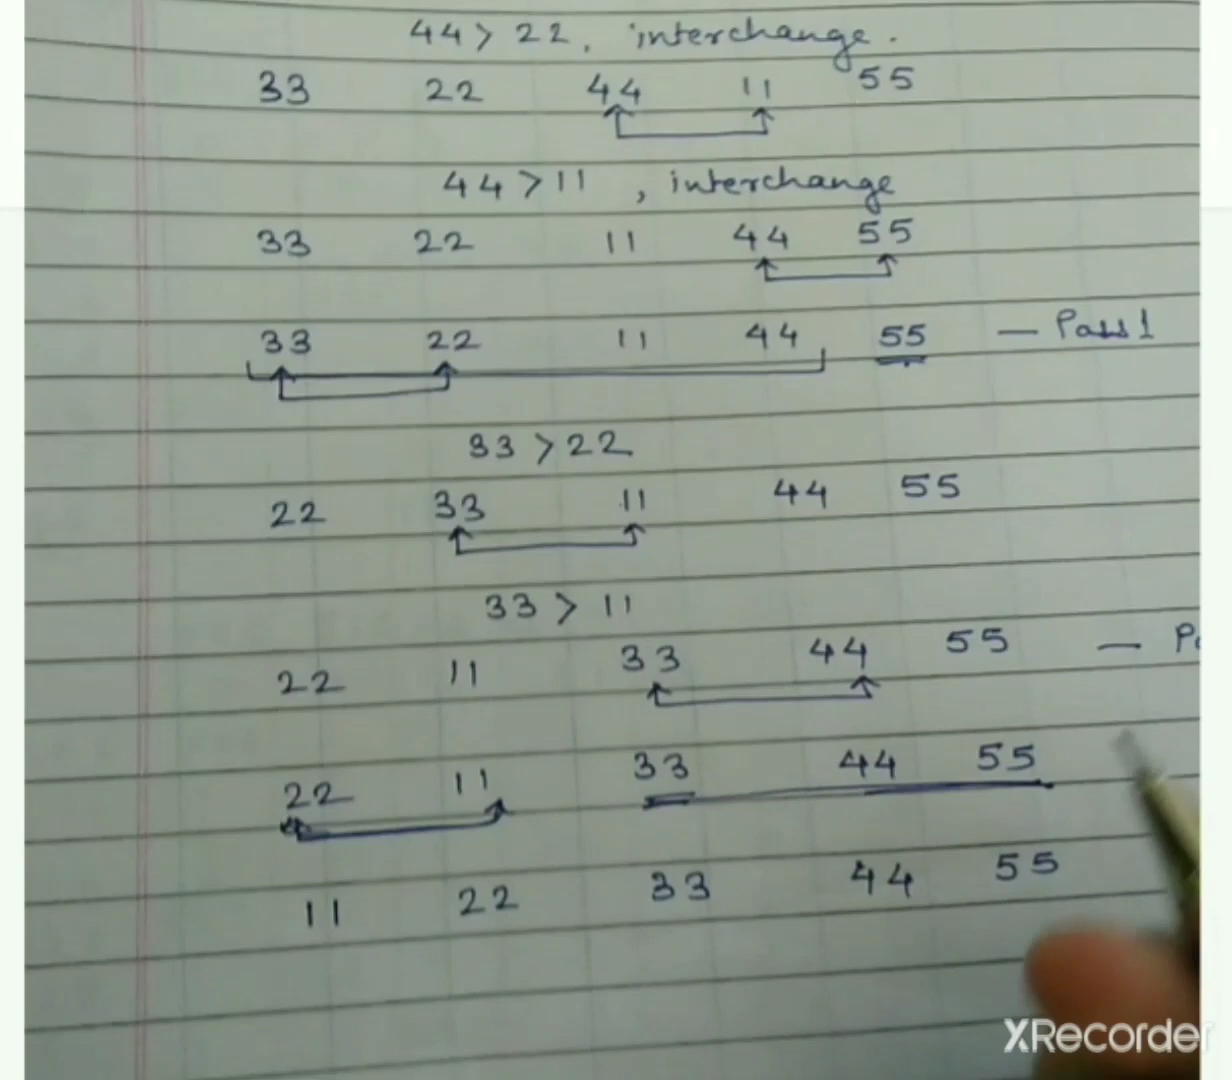 44 > 22, interchange.
33 22 44 11 55
44 > 11 , interchange
33 22 11 44 55
33 22 11 44 55 — Pass 1
33 > 22
22 33 11 44 55
33 > 11
22 11 33 44 55 —
22 11 33 44 55
11 22 33 44 55
XRecorder